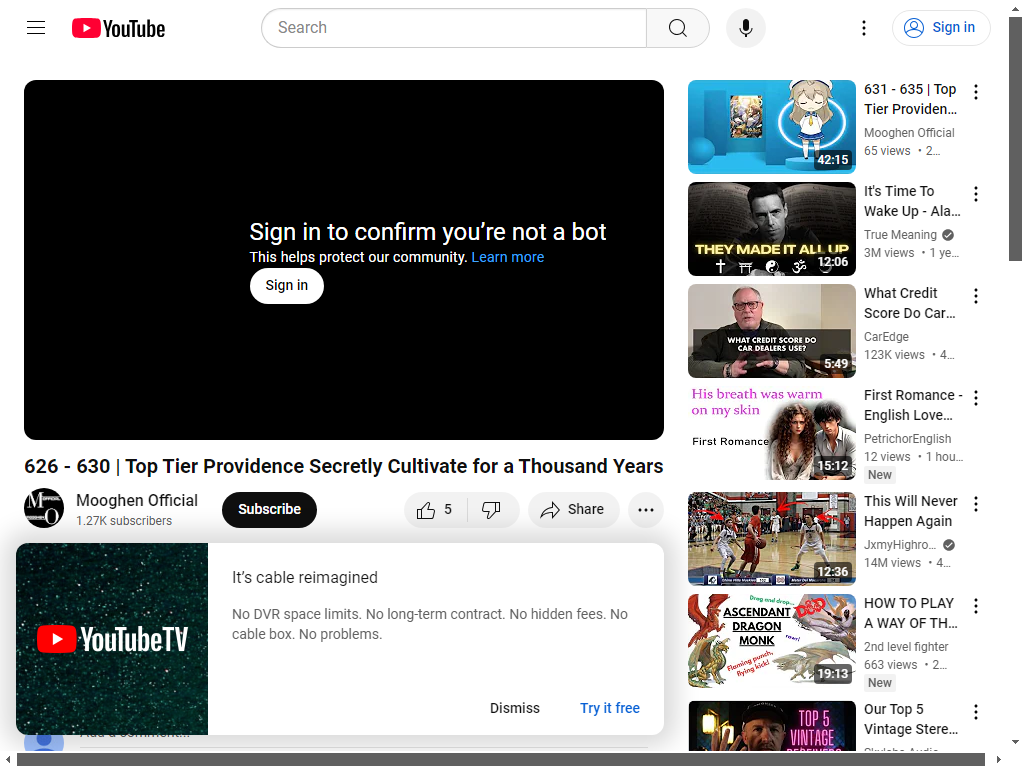 YouTube
Search
Sign in
Sign in to confirm you’re not a bot
This helps protect our community. Learn more
Sign in
626 - 630 | Top Tier Providence Secretly Cultivate for a Thousand Years
Mooghen Official
1.27K subscribers
Subscribe
5
Share
It’s cable reimagined
No DVR space limits. No long-term contract. No hidden fees. No
cable box. No problems.
YouTubeTV
Dismiss
Try it free
631 - 635 | Top
Tier Providen…
Mooghen Official
65 views • 2…
42:15
It's Time To
Wake Up - Ala…
True Meaning
3M views • 1 ye…
THEY MADE IT ALL UP
12:06
What Credit
Score Do Car…
CarEdge
123K views • 4…
WHAT CREDIT SCORE DO
CAR DEALERS USE?
5:49
First Romance -
English Love…
PetrichorEnglish
12 views • 1 hou…
New
His breath was warm
on my skin
First Romance
15:12
This Will Never
Happen Again
JxmyHighro…
14M views • 4…
12:36
HOW TO PLAY
A WAY OF TH…
2nd level fighter
663 views • 2…
New
Drag and drop...
DAD
ASCENDANT
DRAGON
MONK
roar!
Flaming punch,
flying kick!
19:13
Our Top 5
Vintage Stere…
TOP 5
VINTAGE